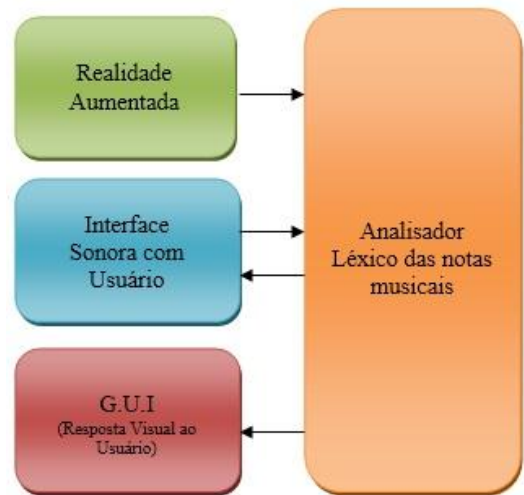 Realidade
Aumentada
Interface
Sonora com
Usuário
G.U.I
(Resposta Visual ao
Usuário)
Analisador
Léxico das notas
musicais